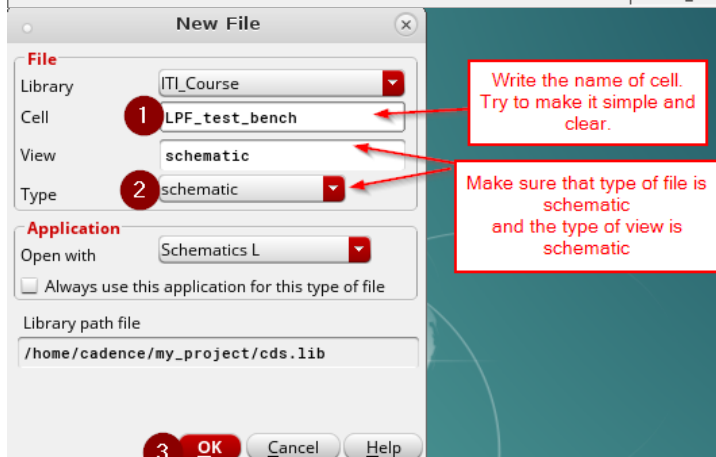 New File
File
Library ITI_Course
Cell 1 LPF_test_bench
View schematic
Type 2 schematic
Application
Open with Schematics L
Always use this application for this type of file
Library path file
/home/cadence/my_project/cds.lib
3 OK Cancel Help
Write the name of cell.
Try to make it simple and
clear.
Make sure that type of file is
schematic
and the type of view is
schematic